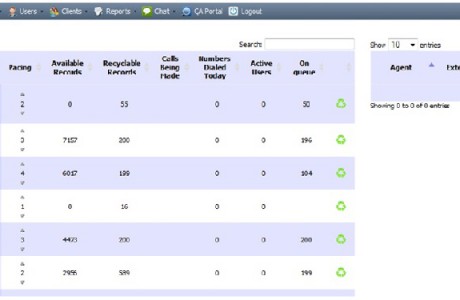 Users Clients Reports Chat QA Portal Logout
Search:
Show 10 entries
Pacing Available Records Recyclable Records Calls Being Made Numbers Dialed Today Active Users On queue
Agent Exte
2 0 55 0 0 50
Showing 0 to 0 of 0 entries
0 7157 200 0 0 196
4 6017 199 0 0 104
1 0 16 0 0
3 4423 200 0 0 200
2 2956 589 0 0 199